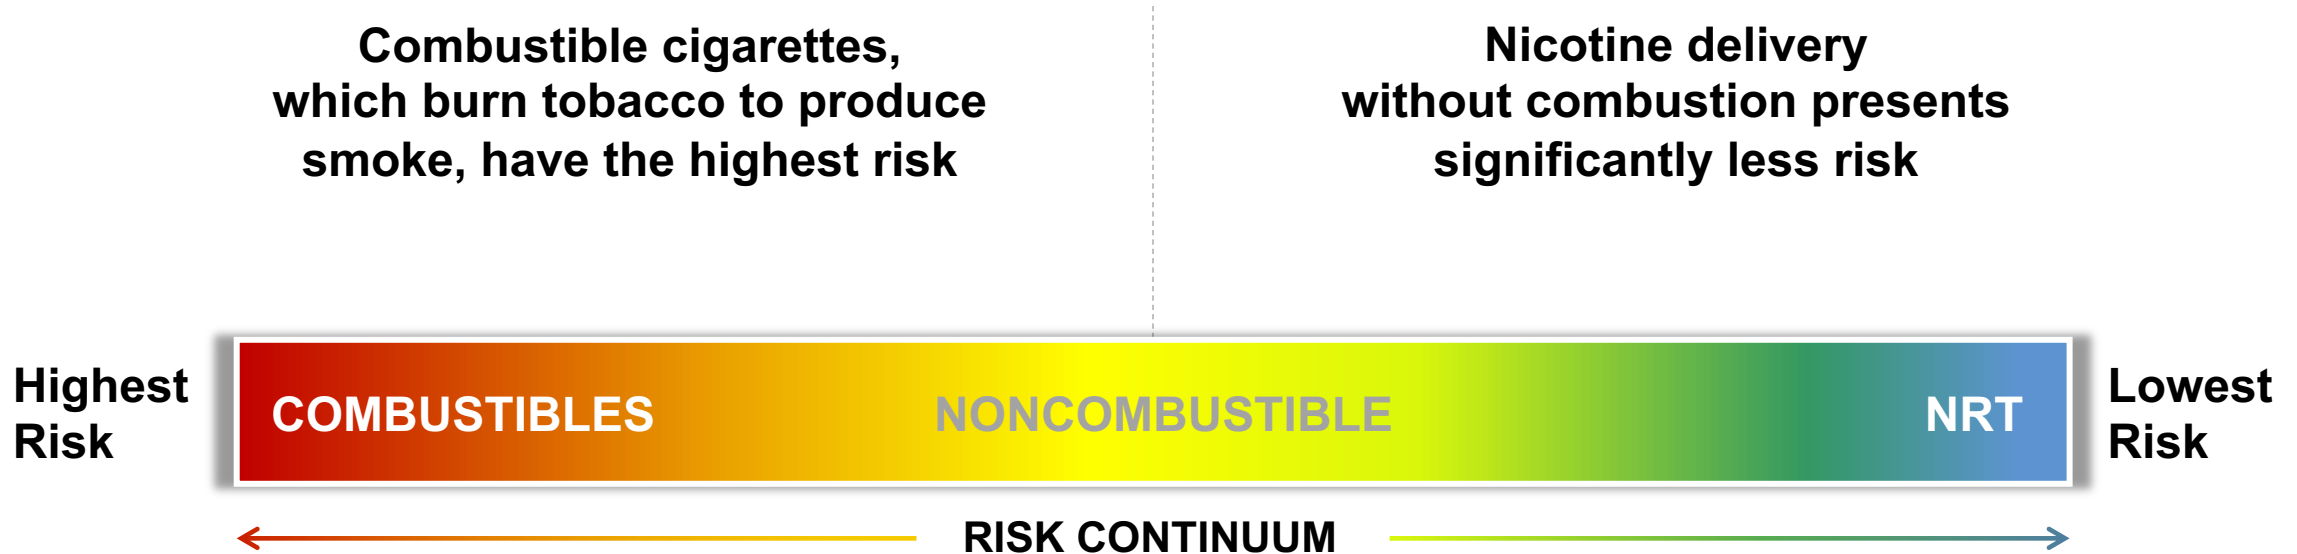 Combustible cigarettes,
which burn tobacco to produce
smoke, have the highest risk
Nicotine delivery
without combustion presents
significantly less risk
Highest
Risk
COMBUSTIBLES
NONCOMBUSTIBLE
NRT
Lowest
Risk
RISK CONTINUUM